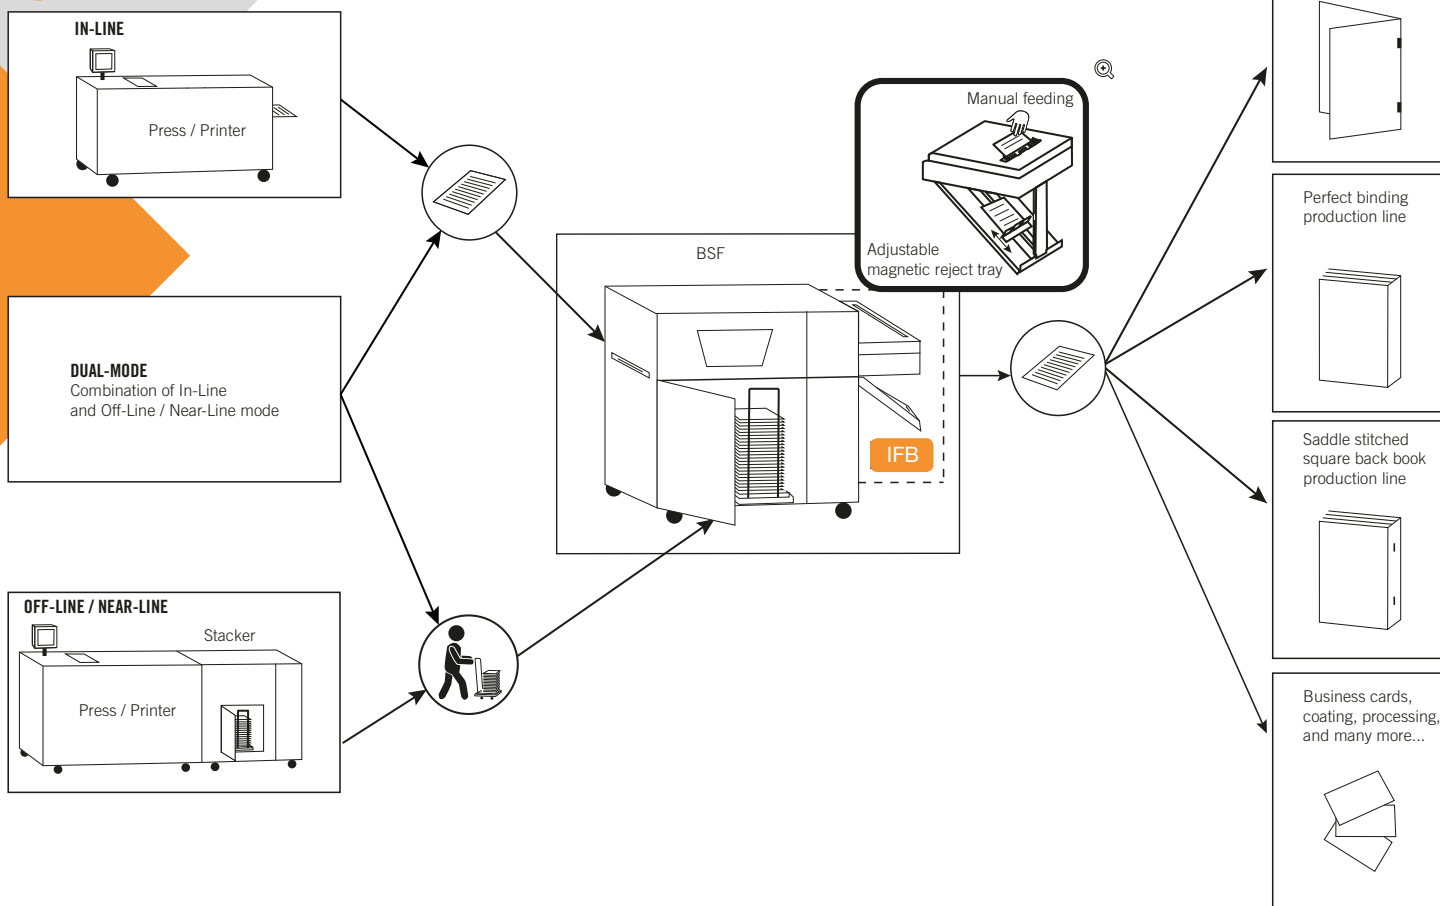 IN-LINE
Press / Printer
DUAL-MODE
Combination of In-Line
and Off-Line / Near-Line mode
OFF-LINE / NEAR-LINE
Stacker
Press / Printer
BSF
Manual feeding
Adjustable
magnetic reject tray
IFB
Perfect binding
production line
Saddle stitched
square back book
production line
Business cards,
coating, processing,
and many more...